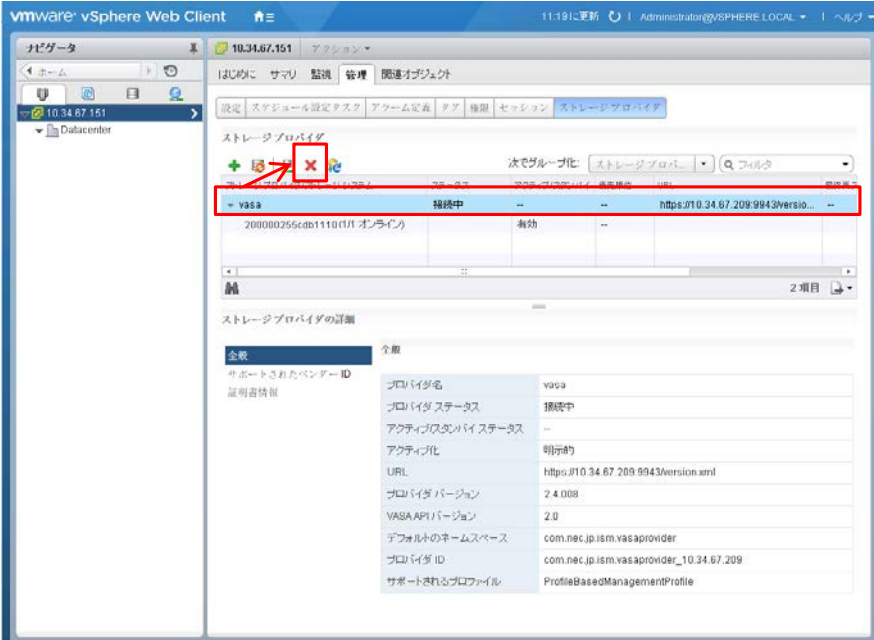 vmware® vSphere Web Client
11:19に更新 | Administrator@VSPHERE.LOCAL | ヘルプ
ナビゲータ
ホーム
10.34.67.151
Datacenter
10.34.67.151 アクション
はじめに サマリ 監視 管理 関連オブジェクト
設定 スケジュール設定タスク アラーム定義 タグ 権限 セッション ストレージ プロバイダ
ストレージ プロバイダ
次でグループ化: ストレージ プロバ... フィルタ
ステータス URL
vasa 接続中 -- -- https://10.34.67.209:9943/versio... --
200000255cdb1110(1/1 オンライン) 有効 --
2 項目
ストレージ プロバイダの詳細
全般
サポートされたベンダー ID
証明書情報
全般
プロバイダ名 vasa
プロバイダ ステータス 接続中
アクティブ/スタンバイ ステータス --
アクティブ化 明示的
URL https://10.34.67.209:9943/version.xml
プロバイダ バージョン 2.4.008
VASA API バージョン 2.0
デフォルトのネームスペース com.nec.jp.ism.vasaprovider
プロバイダ ID com.nec.jp.ism.vasaprovider_10.34.67.209
サポートされるプロファイル ProfileBasedManagementProfile